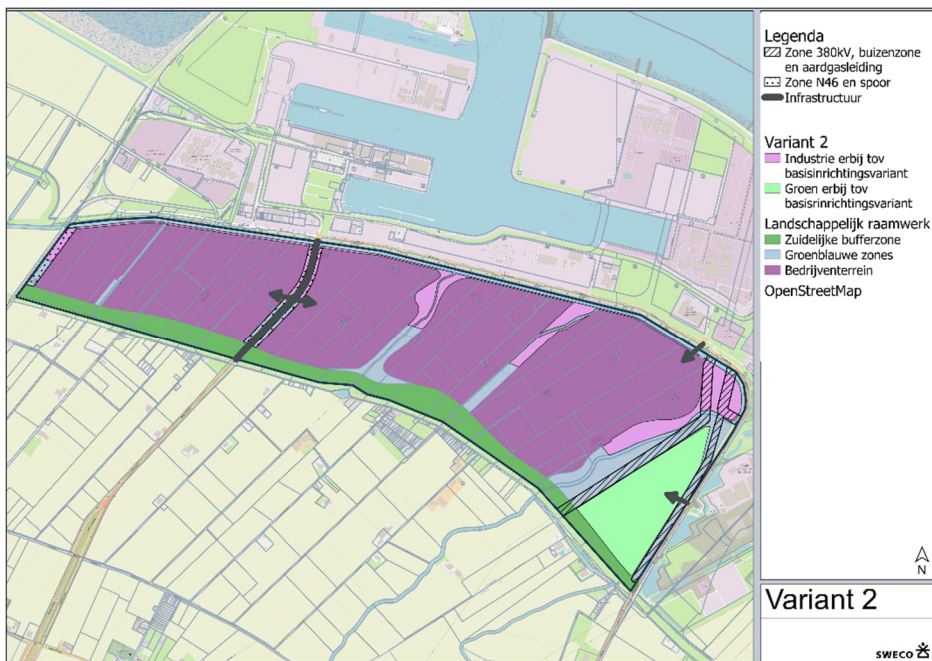 Legenda
Zone 380kV, buizenzone
en aardgasleiding
Zone N46 en spoor
Infrastructuur
Variant 2
Industrie erbij tov
basisinrichtingsvariant
Groen erbij tov
basisrinrichtingsvariant
Landschappelijk raamwerk
Zuidelijke bufferzone
Groenblauwe zones
Bedrijventerrein
OpenStreetMap
N
Variant 2
SWECO